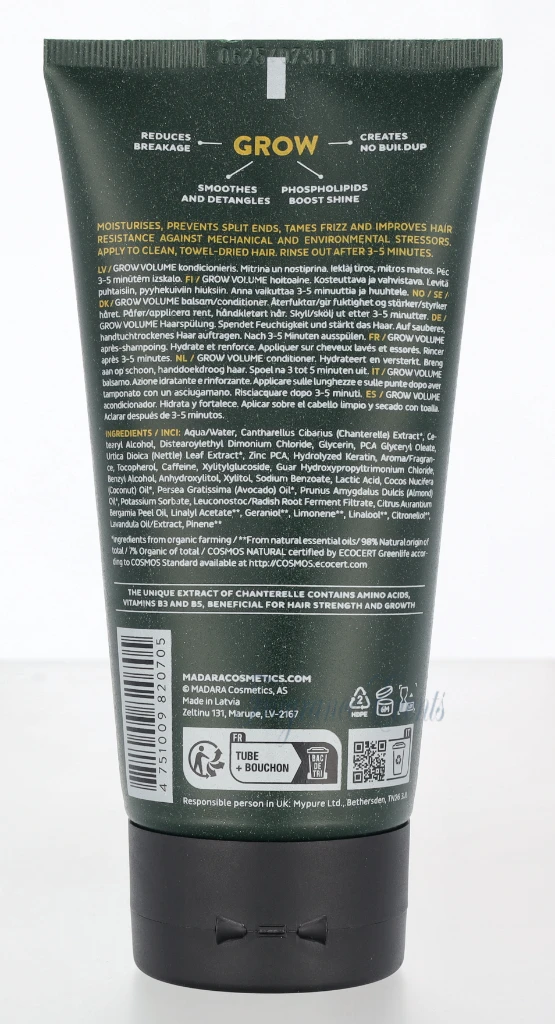 REDUCES BREAKAGE
GROW
CREATES NO BUILDUP
SMOOTHES AND DETANGLES
PHOSPHOLIPIDS BOOST SHINE
MOISTURISES, PREVENTS SPLIT ENDS, TAMES FRIZZ AND IMPROVES HAIR
RESISTANCE AGAINST MECHANICAL AND ENVIRONMENTAL STRESSORS.
APPLY TO CLEAN, TOWEL-DRIED HAIR. RINSE OUT AFTER 3-5 MINUTES.
LV / GROW VOLUME kondicionieris. Mitrina un nostiprina. Ieklāj tīros, mitros matos. Pēc
3-5 minūtēm izskalo. FI / GROW VOLUME hoitoaine. Kosteuttava ja vahvistava. Levitä
puhtaisiin, pyyhekuiviin hiuksiin. Anna vaikuttaa 3-5 minuuttia ja huuhtele. NO / SE /
DK / GROW VOLUME balsam/conditioner. Återfuktar/gir fuktighet og stärker/styrker
håret. Påfør/applicera rent, håndkletørt hår. Skyll/skölj ut etter 3-5 minutter. DE /
GROW VOLUME Haarspülung. Spendet Feuchtigkeit und stärkt das Haar. Auf sauberes,
handtuchtrockenes Haar auftragen. Nach 3-5 Minuten ausspülen. FR / GROW VOLUME
après-shampoing. Hydrate et renforce. Appliquer sur cheveux lavés et essorés. Rincer
après 3-5 minutes. NL / GROW VOLUME conditioner. Hydrateert en versterkt. Breng
aan op schoon, handdoekdroog haar. Spoel na 3 tot 5 minuten uit. IT / GROW VOLUME
balsamo. Azione idratante e rinforzante. Applicare sulle lunghezze e sulle punte dopo aver
tamponato con un asciugamano. Risciacquare dopo 3-5 minuti. ES / GROW VOLUME
acondicionador. Hidrata y fortalece. Aplicar sobre el cabello limpio y secado con toalla.
Aclarar después de 3-5 minutos.
INGREDIENTS / INCI: Aqua/Water, Cantharellus Cibarius (Chanterelle) Extract*, Ce-
tearyl Alcohol, Distearoylethyl Dimonium Chloride, Glycerin, PCA Glyceryl Oleate,
Urtica Dioica (Nettle) Leaf Extract*, Zinc PCA, Hydrolyzed Keratin, Aroma/Fragran-
ce, Tocopherol, Caffeine, Xylitylglucoside, Guar Hydroxypropyltrimonium Chloride,
Benzyl Alcohol, Anhydroxylitol, Xylitol, Sodium Benzoate, Lactic Acid, Cocos Nucifera
(Coconut) Oil*, Persea Gratissima (Avocado) Oil*, Prunus Amygdalus Dulcis (Almond)
Oil*, Potassium Sorbate, Leuconostoc/Radish Root Ferment Filtrate, Citrus Aurantium
Bergamia Peel Oil, Linalyl Acetate**, Geraniol**, Limonene**, Linalool**, Citronellol**,
Lavandula Oil/Extract, Pinene**
*ingredients from organic farming / **From natural essential oils/ 98% Natural origin of
total / 7% Organic of total / COSMOS NATURAL certified by ECOCERT Greenlife accor-
ding to COSMOS Standard available at http://COSMOS.ecocert.com
THE UNIQUE EXTRACT OF CHANTERELLE CONTAINS AMINO ACIDS,
VITAMINS B3 AND B5, BENEFICIAL FOR HAIR STRENGTH AND GROWTH
4 751009 820705
MADARACOSMETICS.COM
© MADARA Cosmetics, AS
Made in Latvia
Zeltiņu 131, Marupe, LV-2167
2
HDPE
6M
FR
TUBE
+ BOUCHON
BAC
DE
TRI
IT
Responsible person in UK: Mypure Ltd., Bethersden, TN26